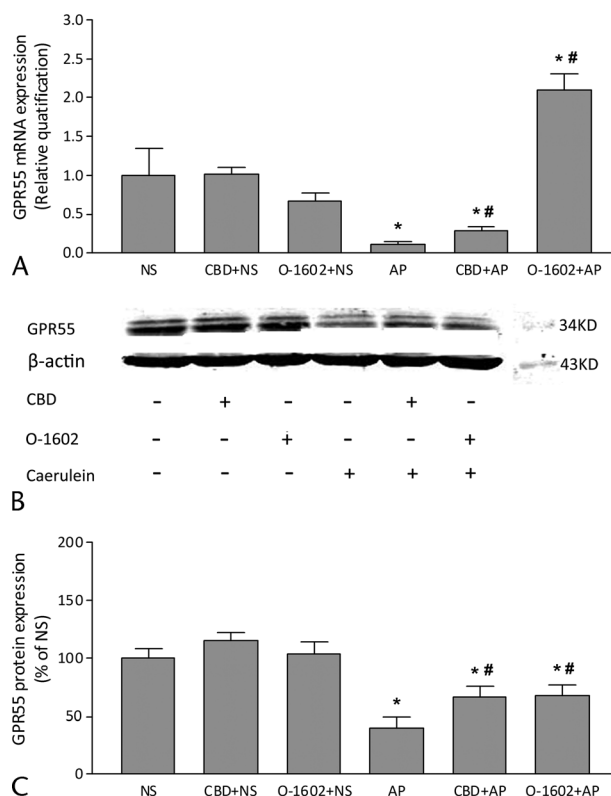 GPR55 mRNA expression
(Relative quatification)
3.0
2.5
2.0
1.5
1.0
0.5
0.0
* # 
*
* #
NS CBD+NS O-1602+NS AP CBD+AP O-1602+AP
A
GPR55 34KD
β-actin 43KD
CBD - + - - + -
O-1602 - - + - - +
Caerulein - - - + + +
B
GPR55 protein expression
(% of NS)
200
150
100
50
0
*
* # * #
NS CBD+NS O-1602+NS AP CBD+AP O-1602+AP
C